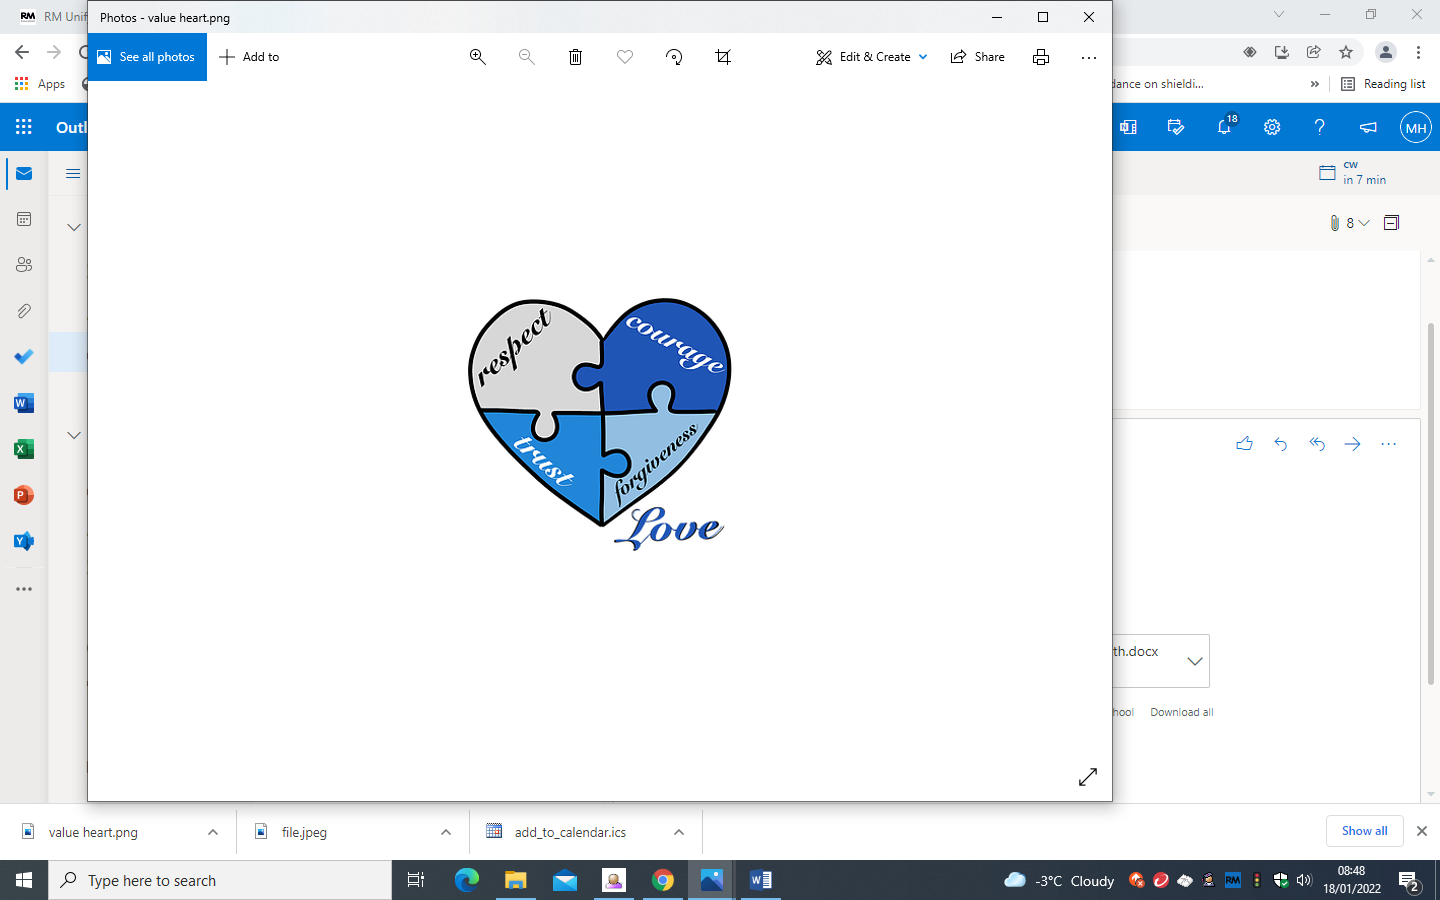 RM
RM Unif
Photos - value heart.png
See all photos
Add to
Edit & Create
Share
Apps
dance on shieldi...
»
Reading list
Outl
18
MH
cw
in 7 min
8
respect
courage
trust
forgiveness
Love
th.docx
hool
Download all
value heart.png
file.jpeg
add_to_calendar.ics
Show all
Type here to search
-3°C Cloudy
RM
08:48
18/01/2022
2